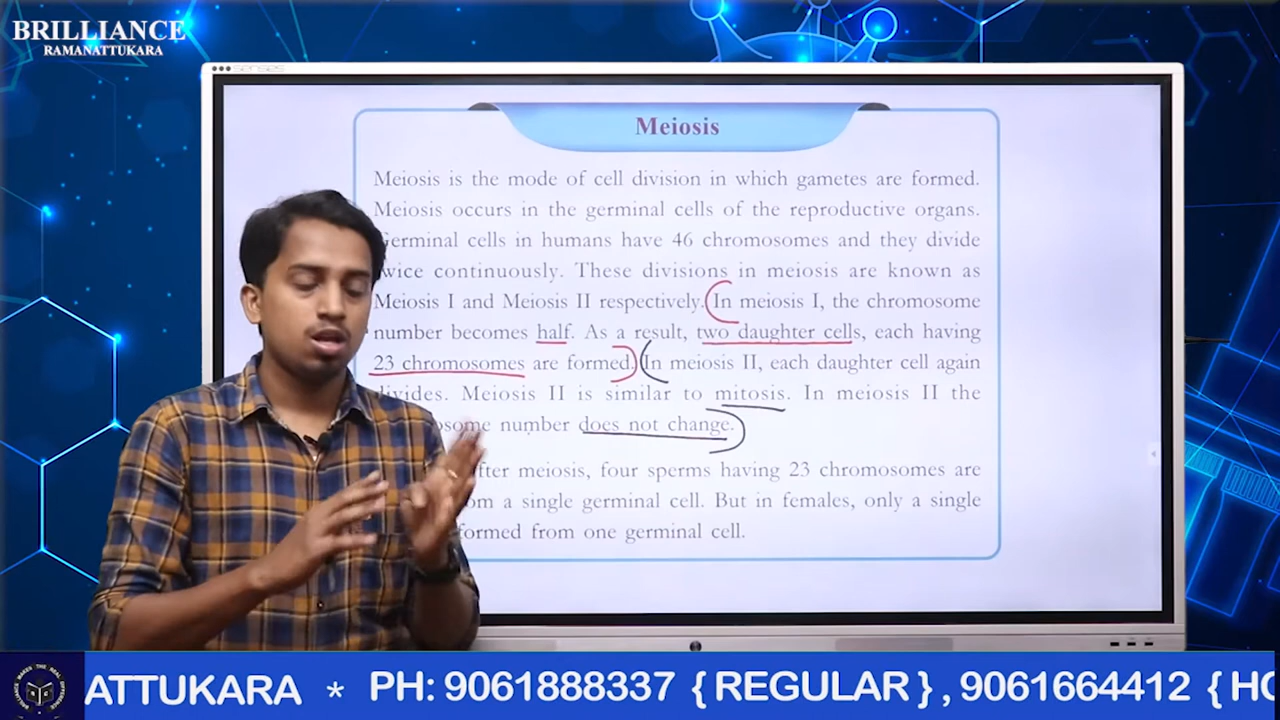 BRILLIANCE
RAMANATTUKARA
Meiosis
Meiosis is the mode of cell division in which gametes are formed.
Meiosis occurs in the germinal cells of the reproductive organs.
Germinal cells in humans have 46 chromosomes and they divide
twice continuously. These divisions in meiosis are known as
Meiosis I and Meiosis II respectively. In meiosis I, the chromosome
number becomes half. As a result, two daughter cells, each having
23 chromosomes are formed. In meiosis II, each daughter cell again
divides. Meiosis II is similar to mitosis. In meiosis II the
osome number does not change.
fter meiosis, four sperms having 23 chromosomes are
om a single germinal cell. But in females, only a single
formed from one germinal cell.
ATTUKARA * PH: 9061888337 { REGULAR } , 9061664412 { HO